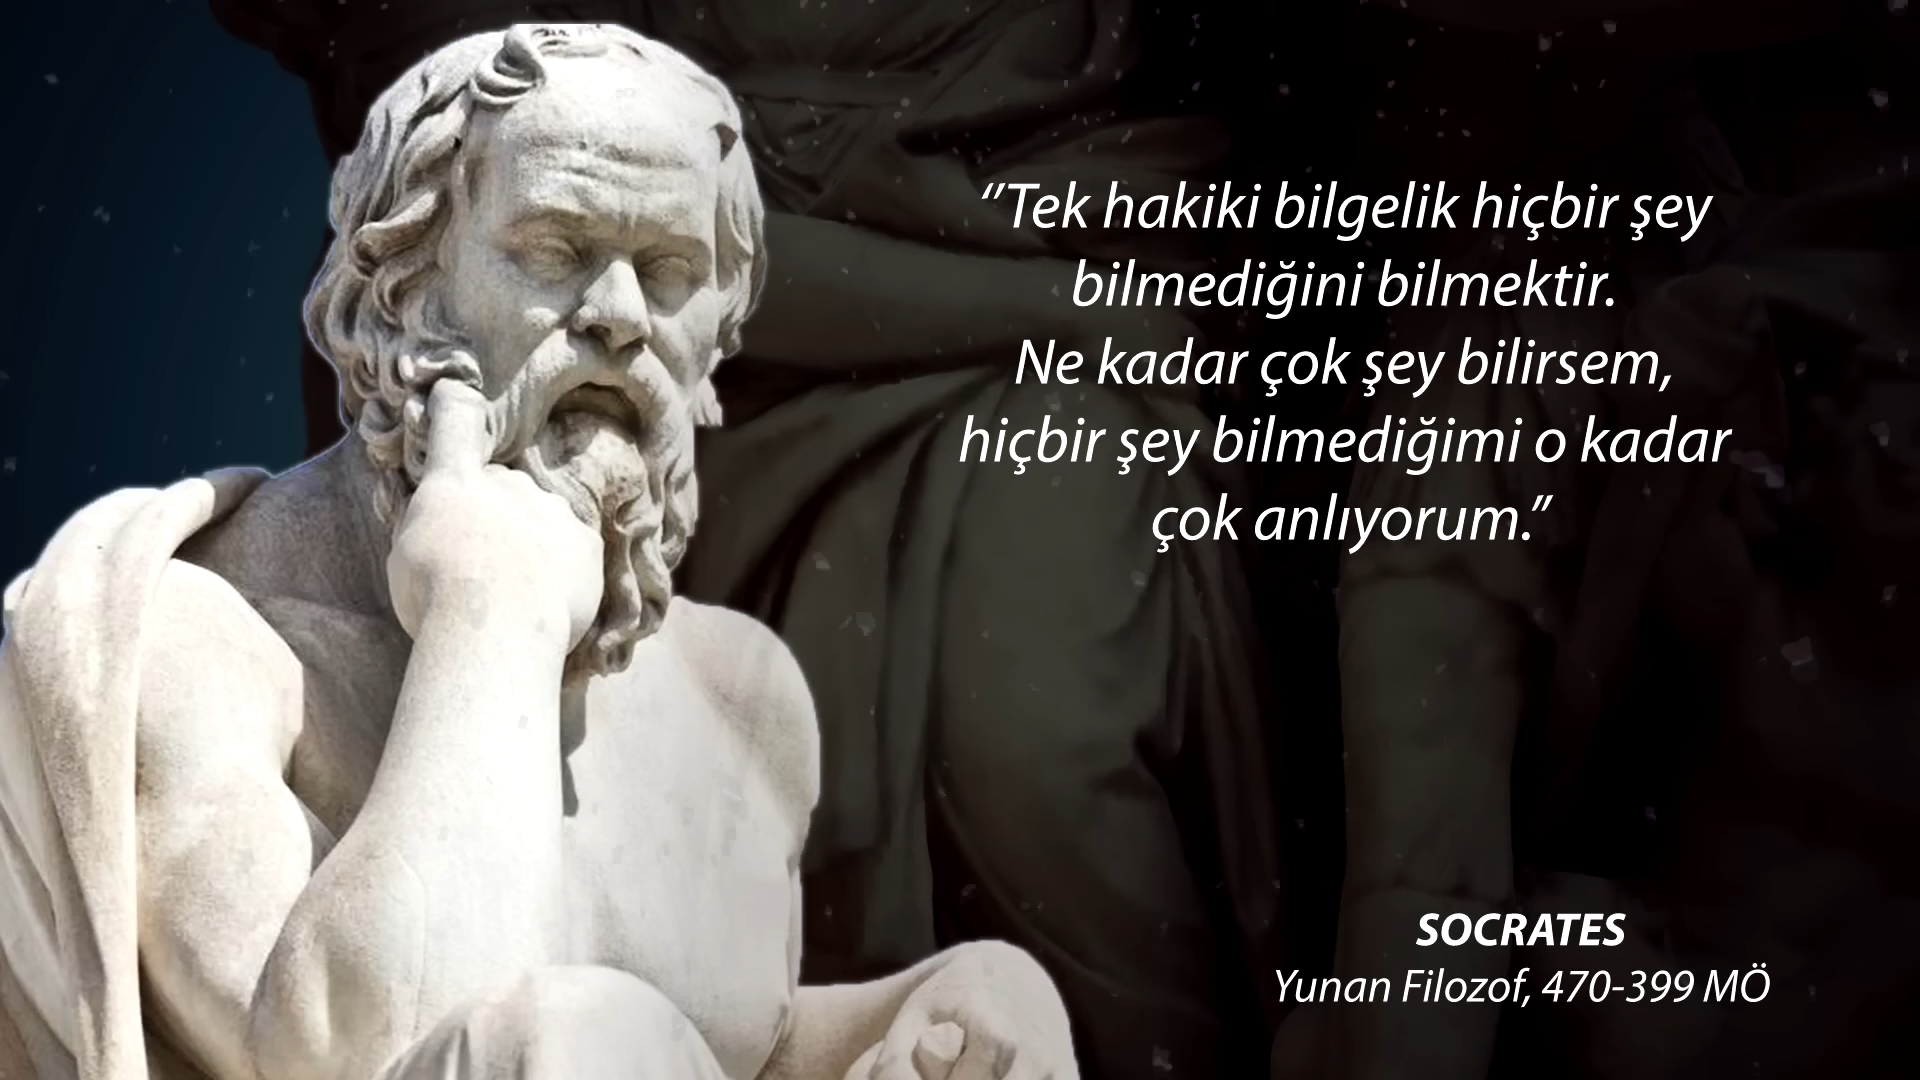 “Tek hakiki bilgelik hiçbir şey
bilmediğini bilmektir.
Ne kadar çok şey bilirsem,
hiçbir şey bilmediğimi o kadar
çok anlıyorum.”
SOCRATES
Yunan Filozof, 470-399 MÖ